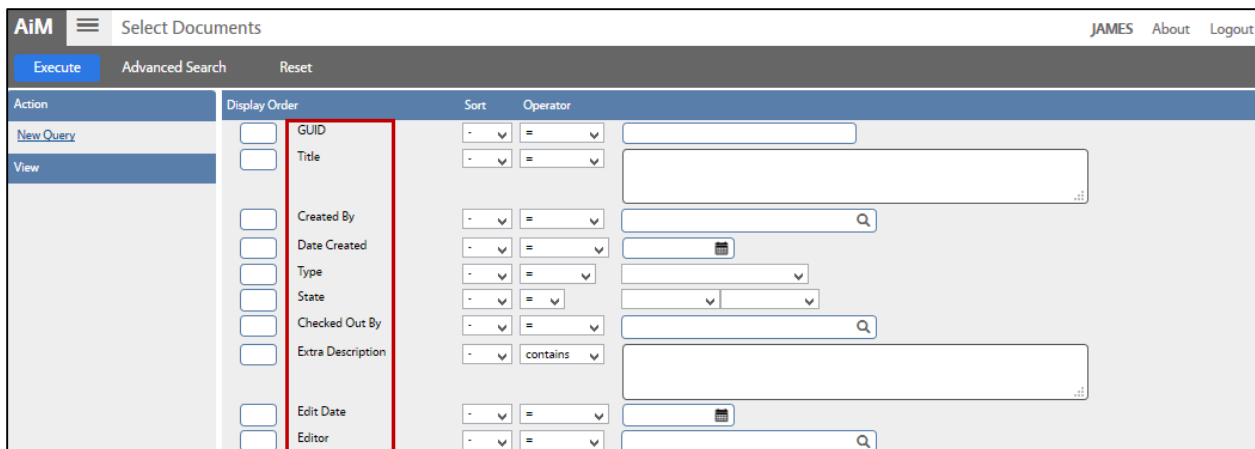 AiM Select Documents JAMES About Logout
Execute Advanced Search Reset
Action Display Order Sort Operator
New Query GUID - =
View Title - =
Created By - =
Date Created - =
Type - =
State - =
Checked Out By - =
Extra Description - contains
Edit Date - =
Editor - =